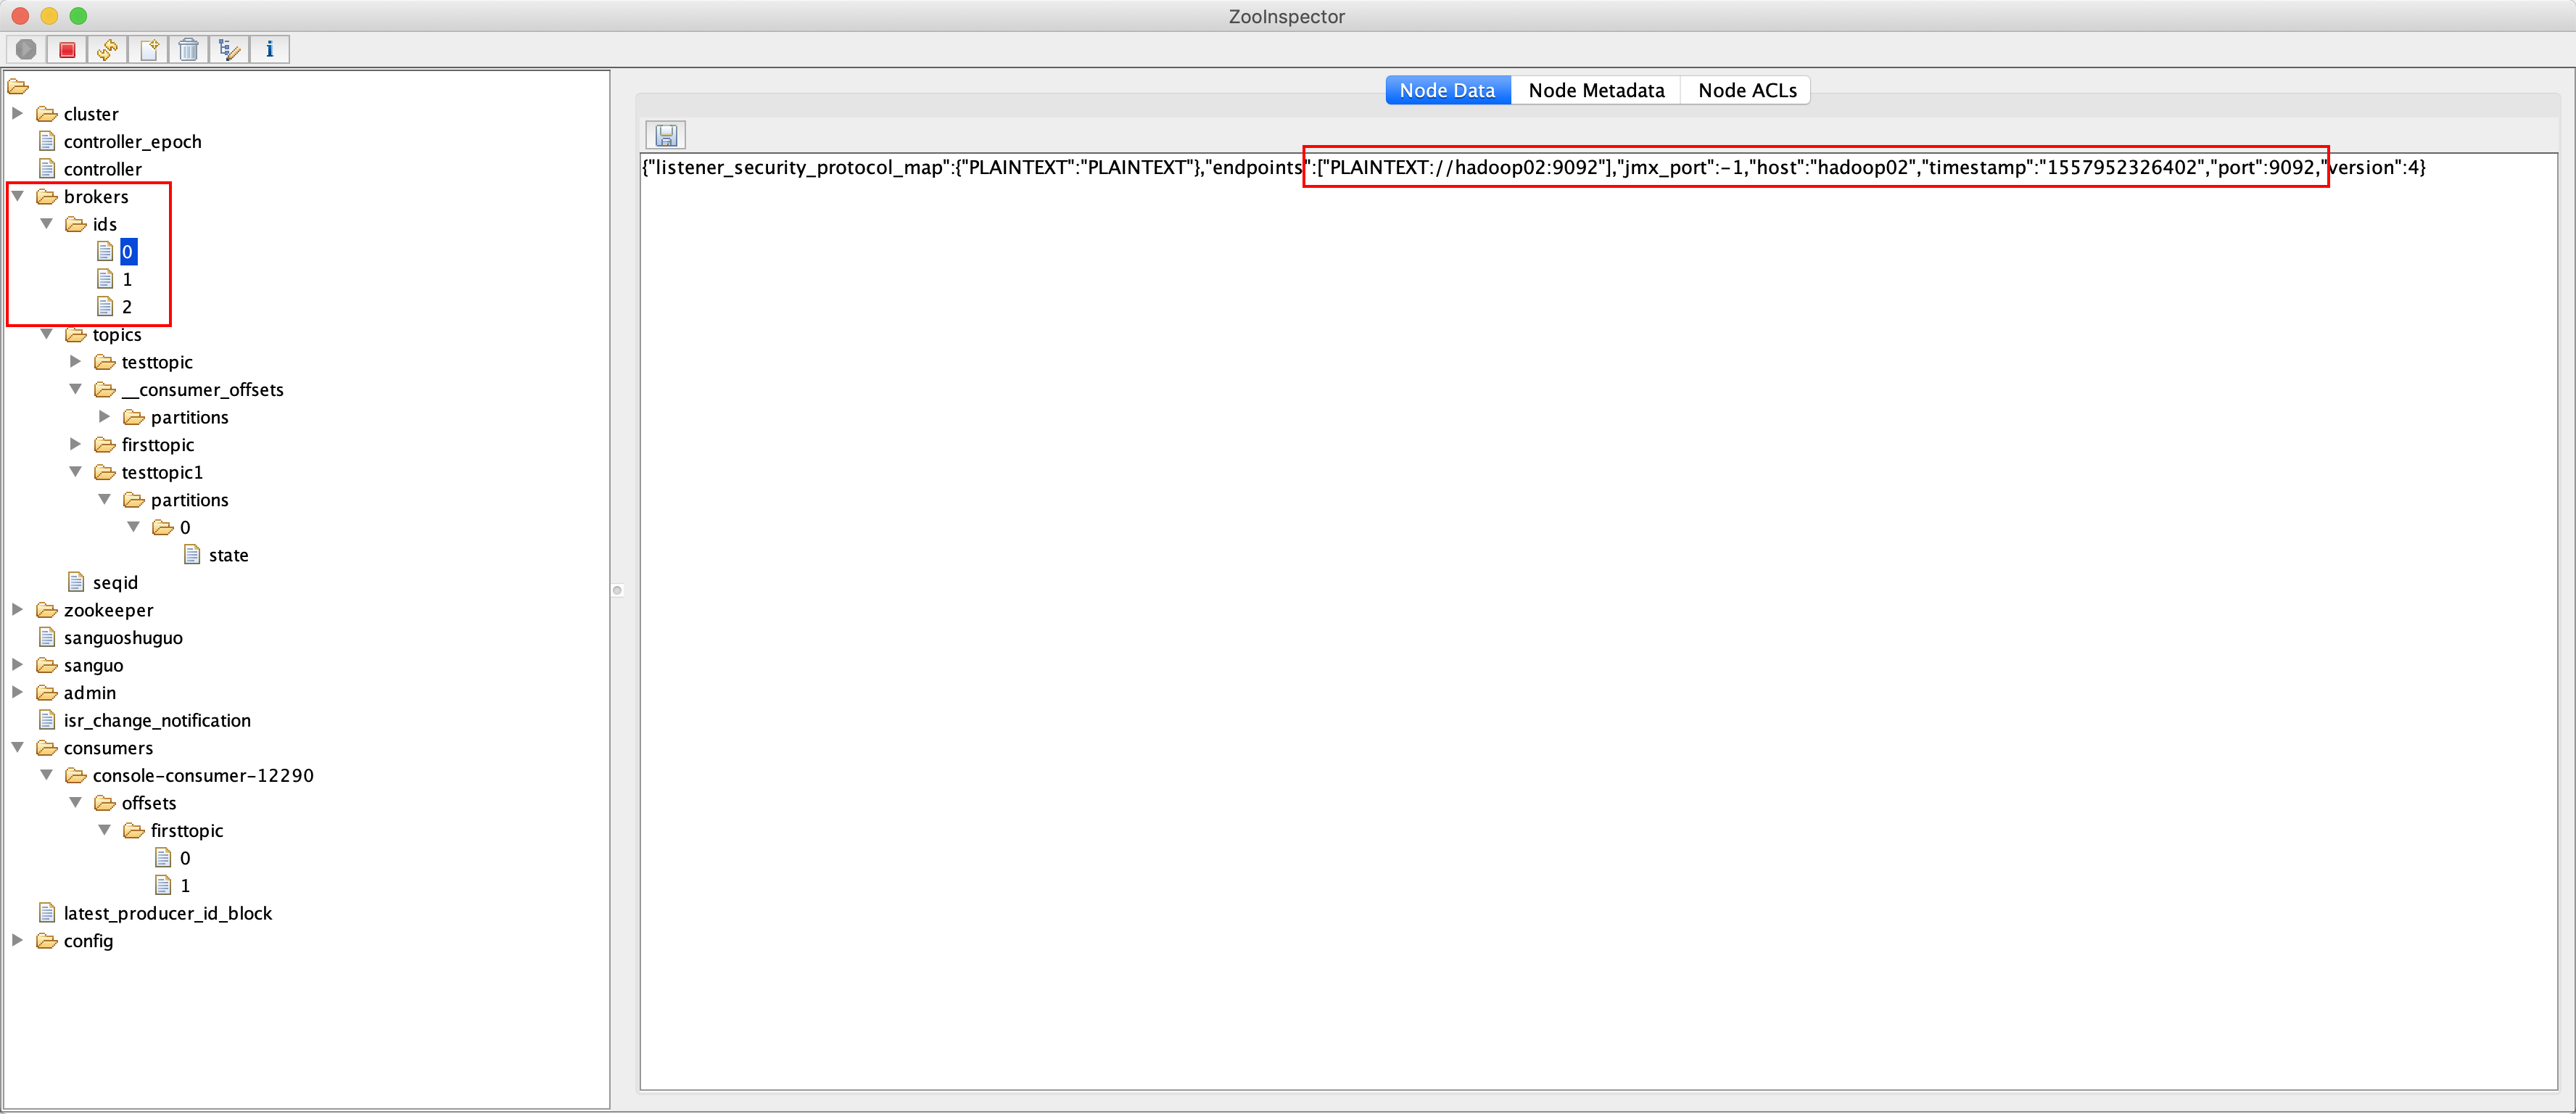 ZooInspector
cluster
controller_epoch
controller
brokers
ids
0
1
2
topics
testtopic
__consumer_offsets
partitions
firsttopic
testtopic1
partitions
0
state
seqid
zookeeper
sanguoshuguo
sanguo
admin
isr_change_notification
consumers
console-consumer-12290
offsets
firsttopic
0
1
latest_producer_id_block
config
Node Data Node Metadata Node ACLs
{"listener_security_protocol_map":{"PLAINTEXT":"PLAINTEXT"},"endpoints":["PLAINTEXT://hadoop02:9092"],"jmx_port":-1,"host":"hadoop02","timestamp":"1557952326402","port":9092,"version":4}